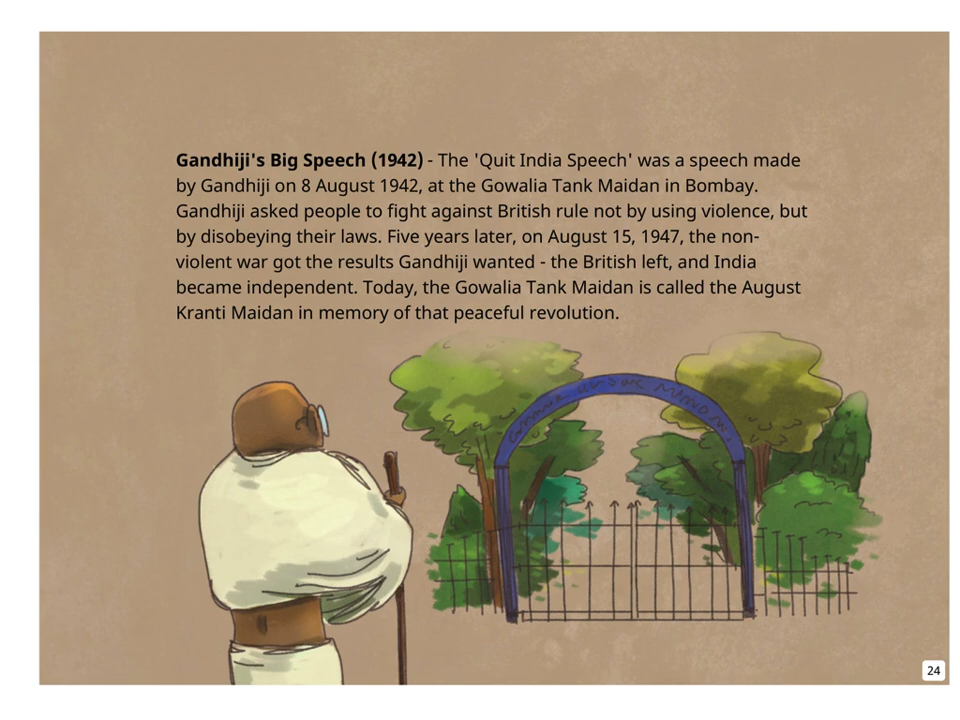 Gandhiji's Big Speech (1942) - The 'Quit India Speech' was a speech made
by Gandhiji on 8 August 1942, at the Gowalia Tank Maidan in Bombay.
Gandhiji asked people to fight against British rule not by using violence, but
by disobeying their laws. Five years later, on August 15, 1947, the non-
violent war got the results Gandhiji wanted - the British left, and India
became independent. Today, the Gowalia Tank Maidan is called the August
Kranti Maidan in memory of that peaceful revolution.
24